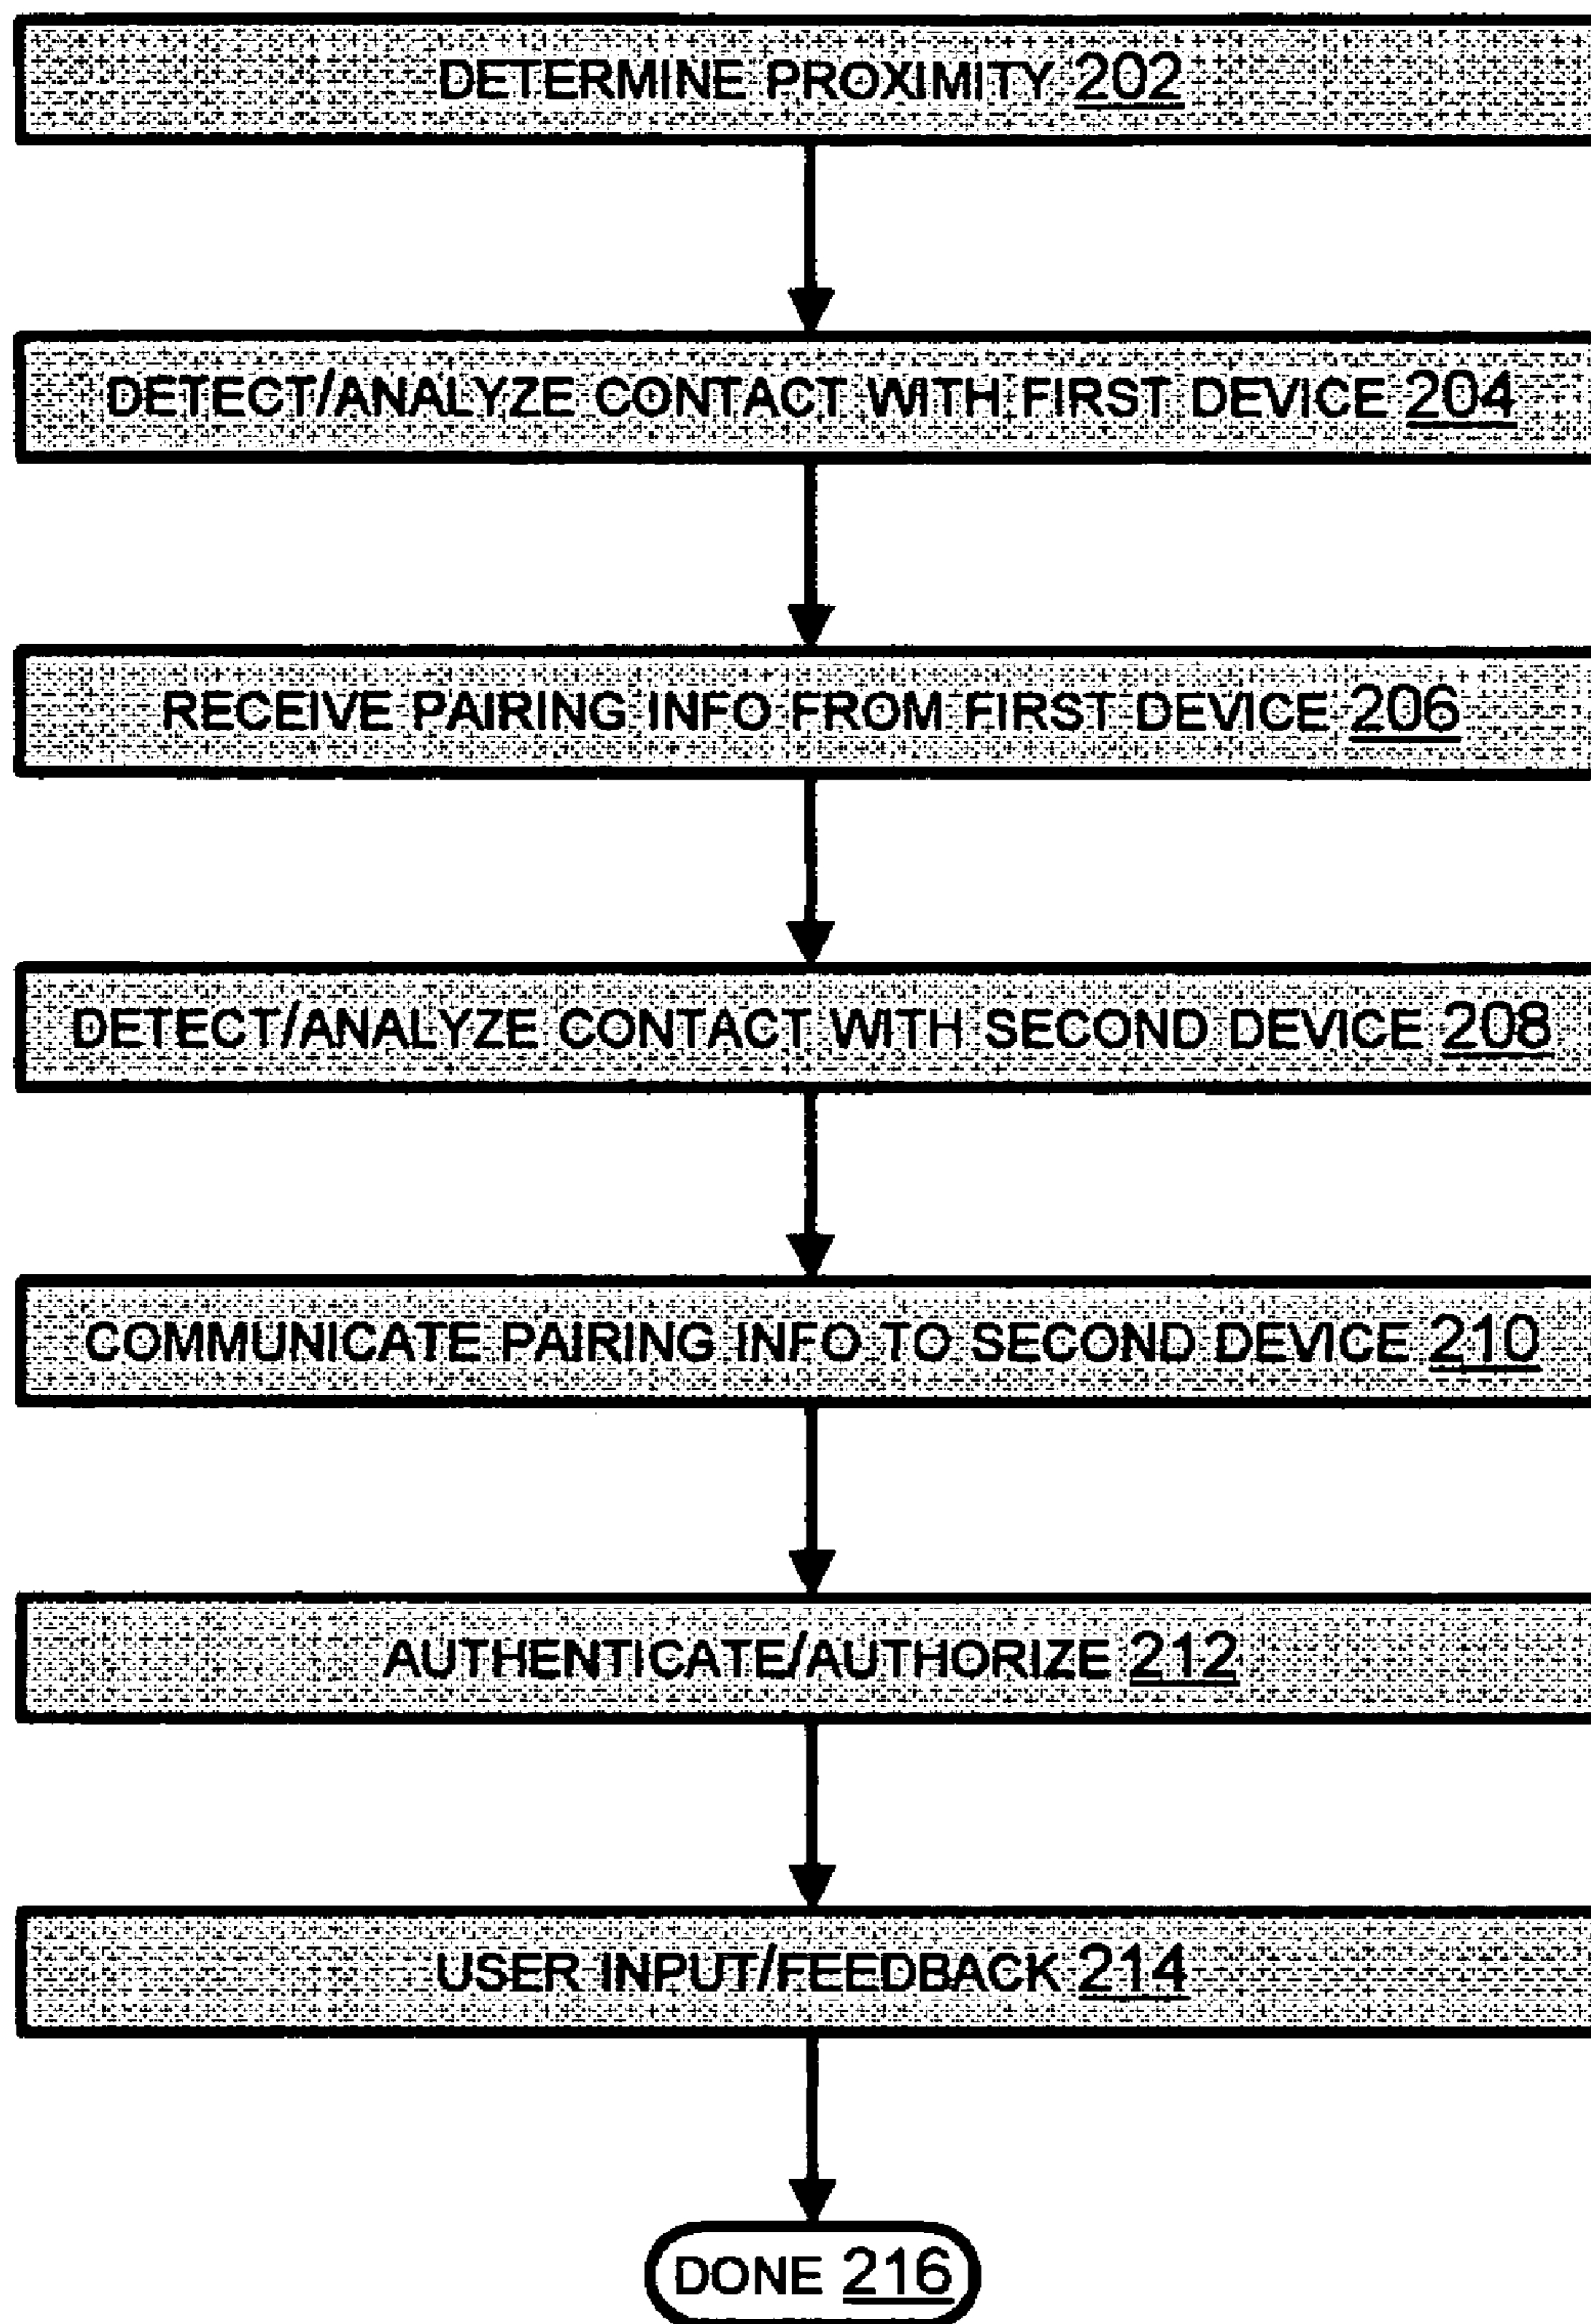 DETERMINE PROXIMITY 202
DETECT/ANALYZE CONTACT WITH FIRST DEVICE 204
RECEIVE PAIRING INFO FROM FIRST DEVICE 206
DETECT/ANALYZE CONTACT WITH SECOND DEVICE 208
COMMUNICATE PAIRING INFO TO SECOND DEVICE 210
AUTHENTICATE/AUTHORIZE 212
USER INPUT/FEEDBACK 214
DONE 216